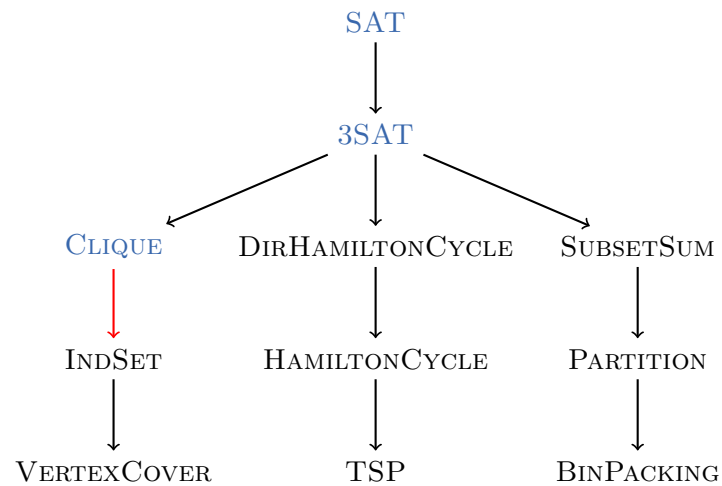 SAT
3SAT
CLIQUE DIRHAMILTONCYCLE SUBSETSUM
INDSET HAMILTONCYCLE PARTITION
VERTEXCOVER TSP BINPACKING